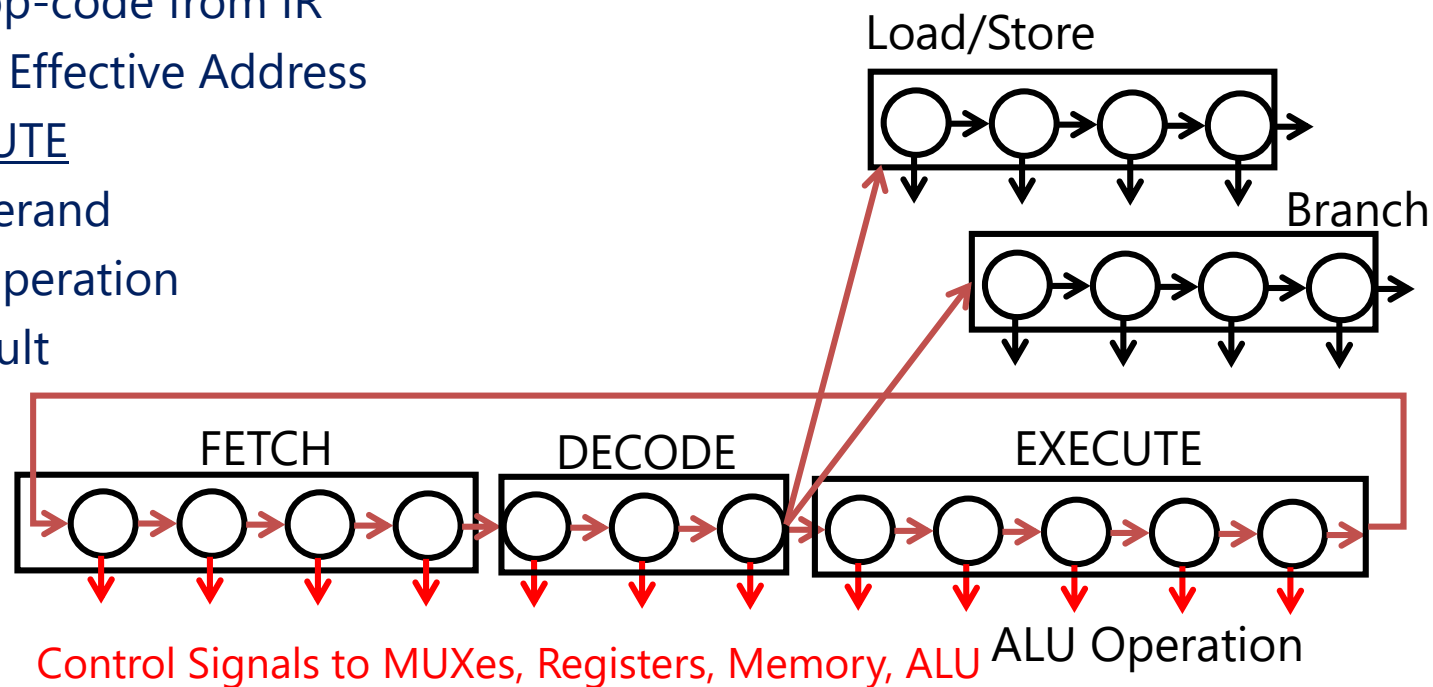 op-code from IR
Effective Address
UTE
erand
peration
ult
Load/Store
Branch
FETCH
DECODE
EXECUTE
ALU Operation
Control Signals to MUXes, Registers, Memory, ALU